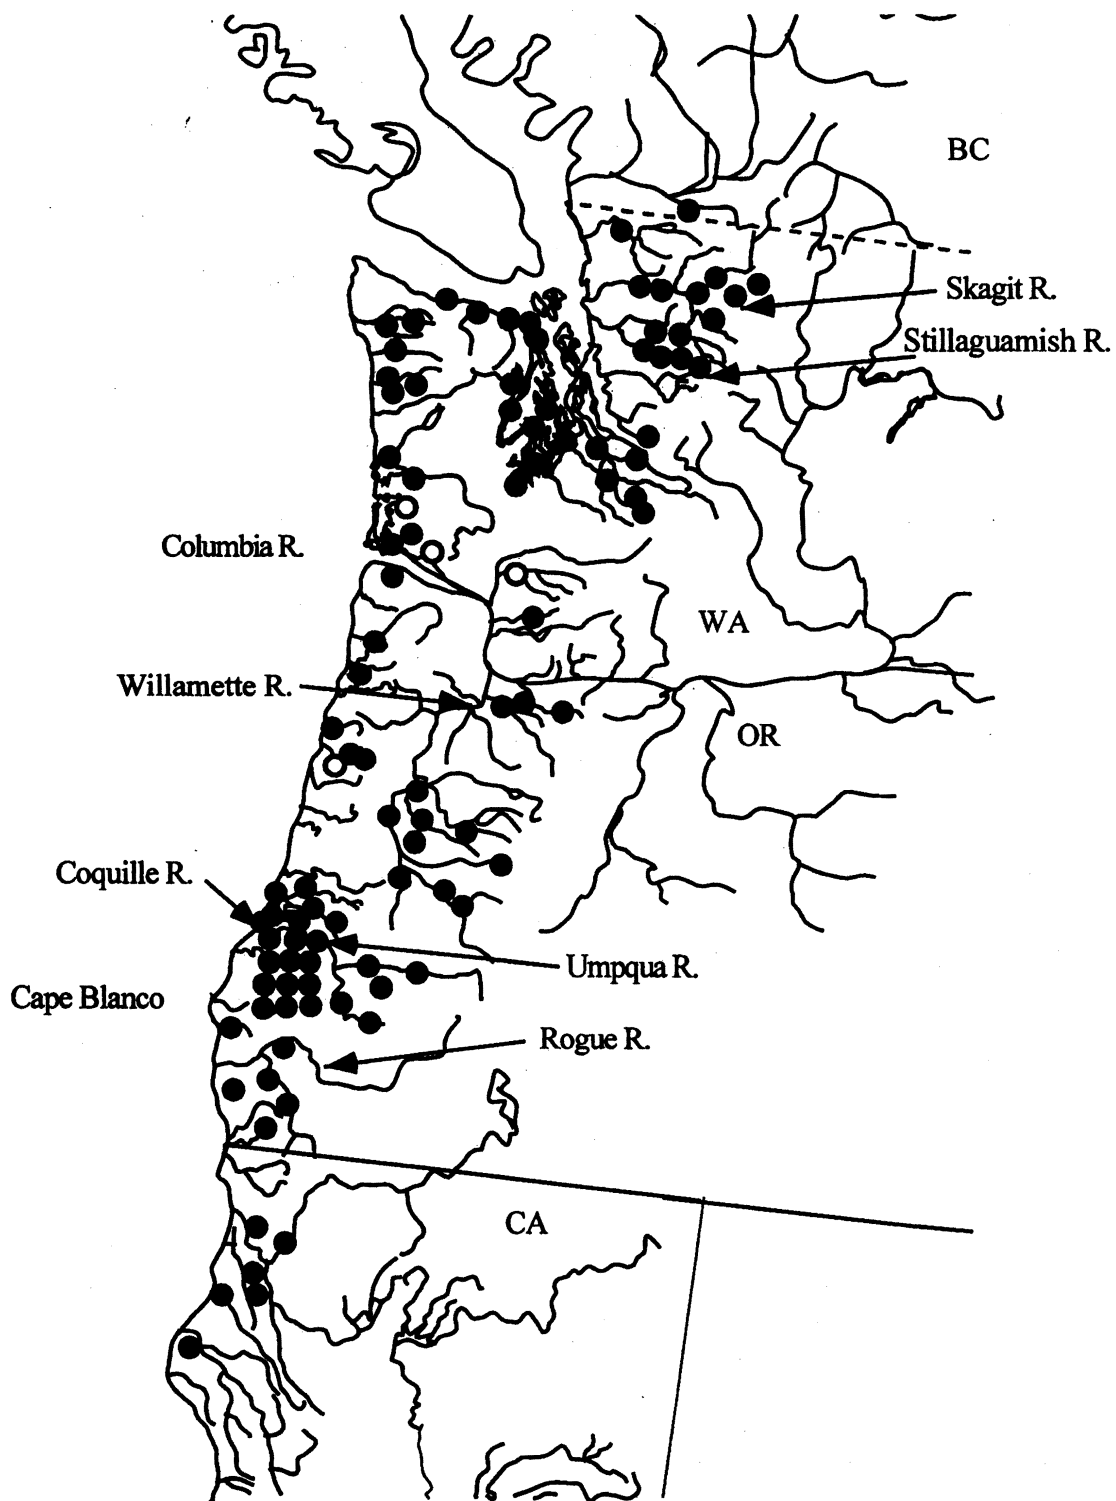 BC
Skagit R.
Stillaguamish R.
Columbia R.
WA
Willamette R.
OR
Coquille R.
Umpqua R.
Cape Blanco
Rogue R.
CA